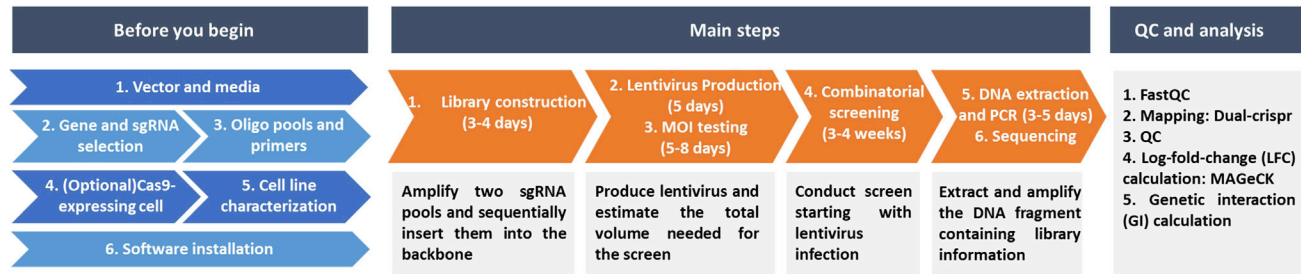 Before you begin
1. Vector and media
2. Gene and sgRNA
selection
3. Oligo pools and
primers
4. (Optional)Cas9-
expressing cell
5. Cell line
characterization
6. Software installation
Main steps
1. Library construction
(3-4 days)
2. Lentivirus Production
(5 days)
3. MOI testing
(5-8 days)
4. Combinatorial
screening
(3-4 weeks)
5. DNA extraction
and PCR (3-5 days)
6. Sequencing
Amplify two sgRNA
pools and sequentially
insert them into the
backbone
Produce lentivirus and
estimate the total
volume needed for
the screen
Conduct screen
starting with
lentivirus
infection
Extract and amplify
the DNA fragment
containing library
information
QC and analysis
1. FastQC
2. Mapping: Dual-crispr
3. QC
4. Log-fold-change (LFC)
calculation: MAGeCK
5. Genetic interaction
(GI) calculation